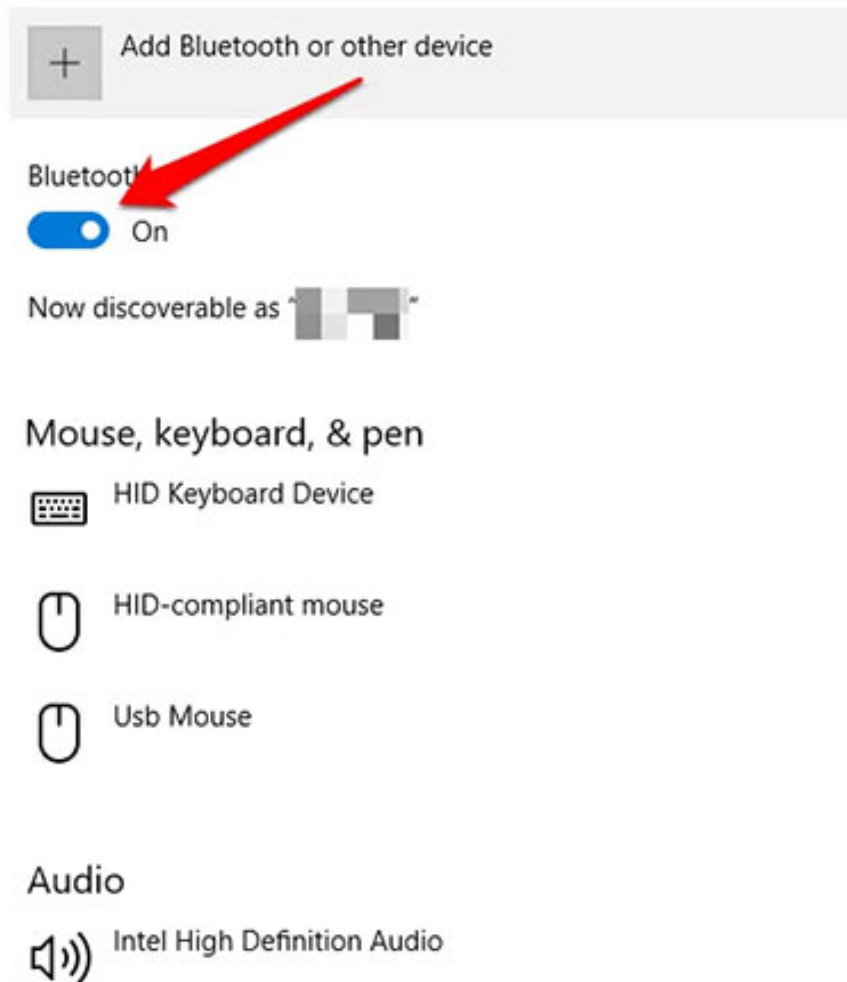 Add Bluetooth or other device
Bluetooth
On
Now discoverable as “ ”
Mouse, keyboard, & pen
HID Keyboard Device
HID-compliant mouse
Usb Mouse
Audio
Intel High Definition Audio